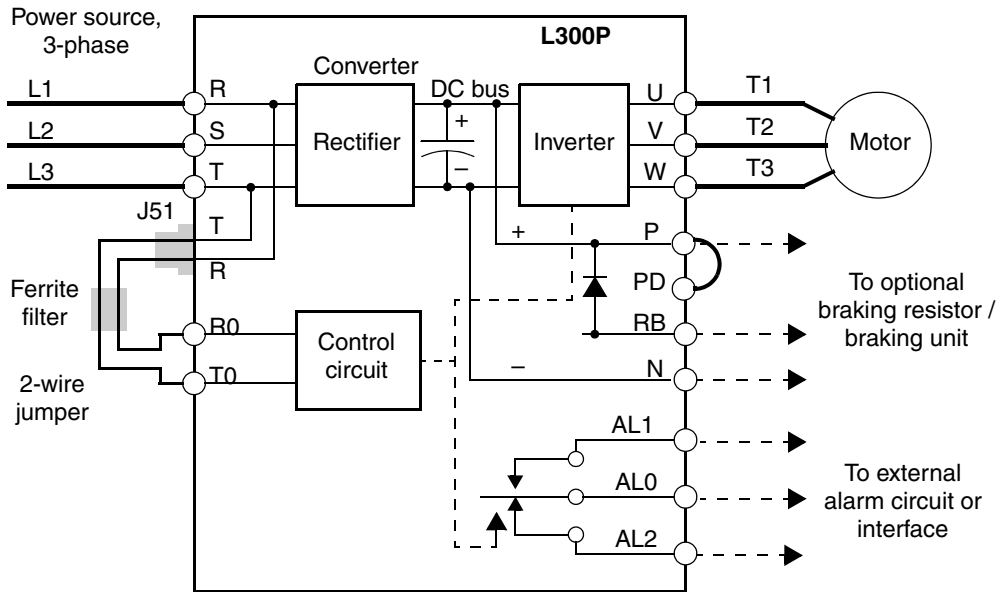 Power source,
3-phase
L300P
Converter
DC bus
L1
R
U
T1
L2
S
Rectifier
+
Inverter
V
T2
Motor
L3
T
–
W
T3
J51
T
+
P
R
PD
To optional
braking resistor /
braking unit
Ferrite
filter
R0
RB
Control
circuit
–
N
T0
2-wire
jumper
AL1
AL0
To external
alarm circuit or
interface
AL2